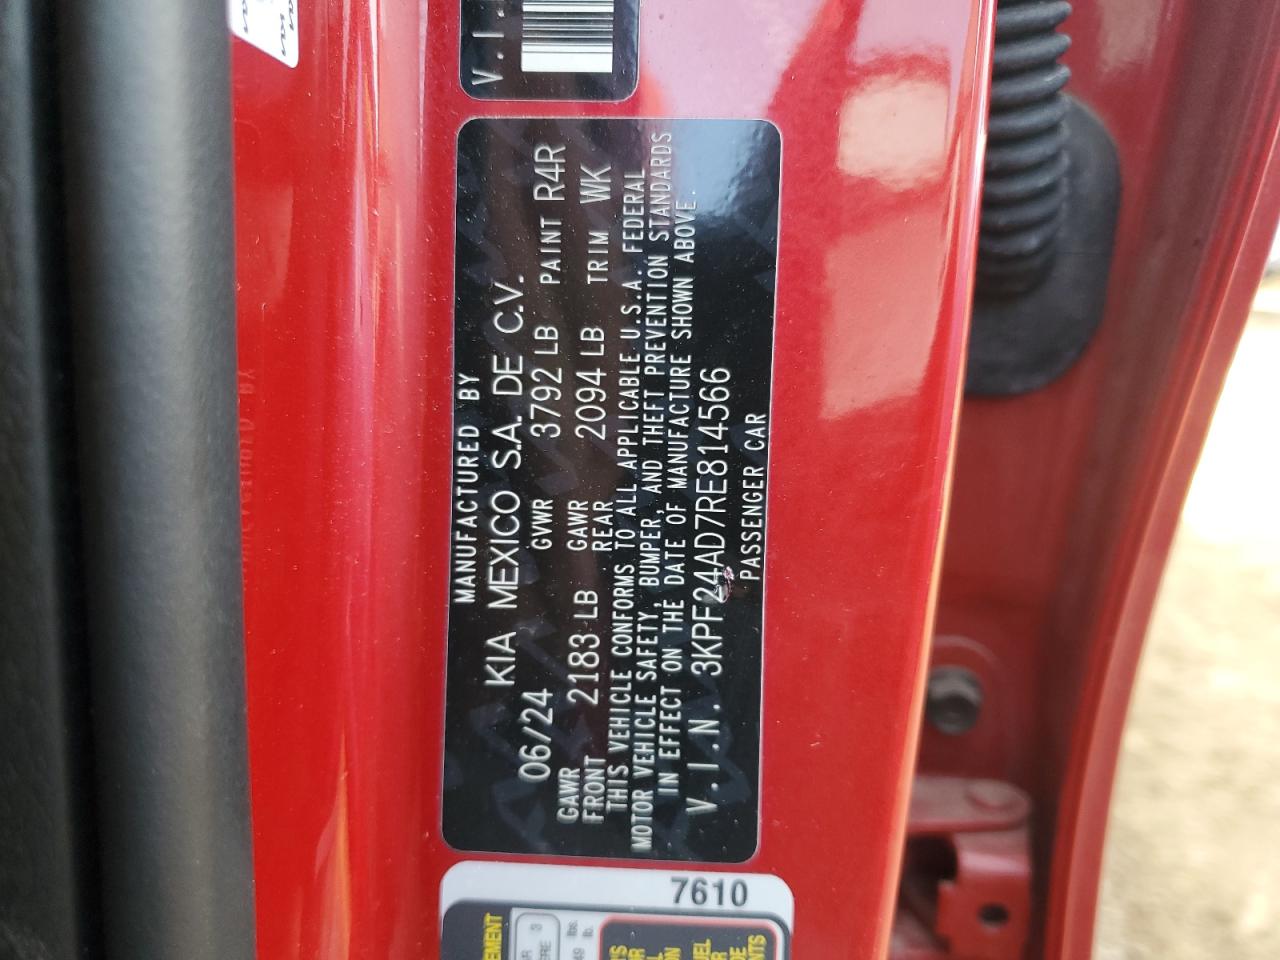 V.I.
MANUFACTURED BY
KIA MEXICO S.A. DE C.V.
06/24 GVWR 3792 LB PAINT R4R
GAWR FRONT 2183 LB GAWR REAR 2094 LB TRIM WK
THIS VEHICLE CONFORMS TO ALL APPLICABLE U.S.A. FEDERAL
MOTOR VEHICLE SAFETY, BUMPER, AND THEFT PREVENTION STANDARDS
IN EFFECT ON THE DATE OF MANUFACTURE SHOWN ABOVE.
V.I.N. 3KPF24AD7RE814566
PASSENGER CAR
7610